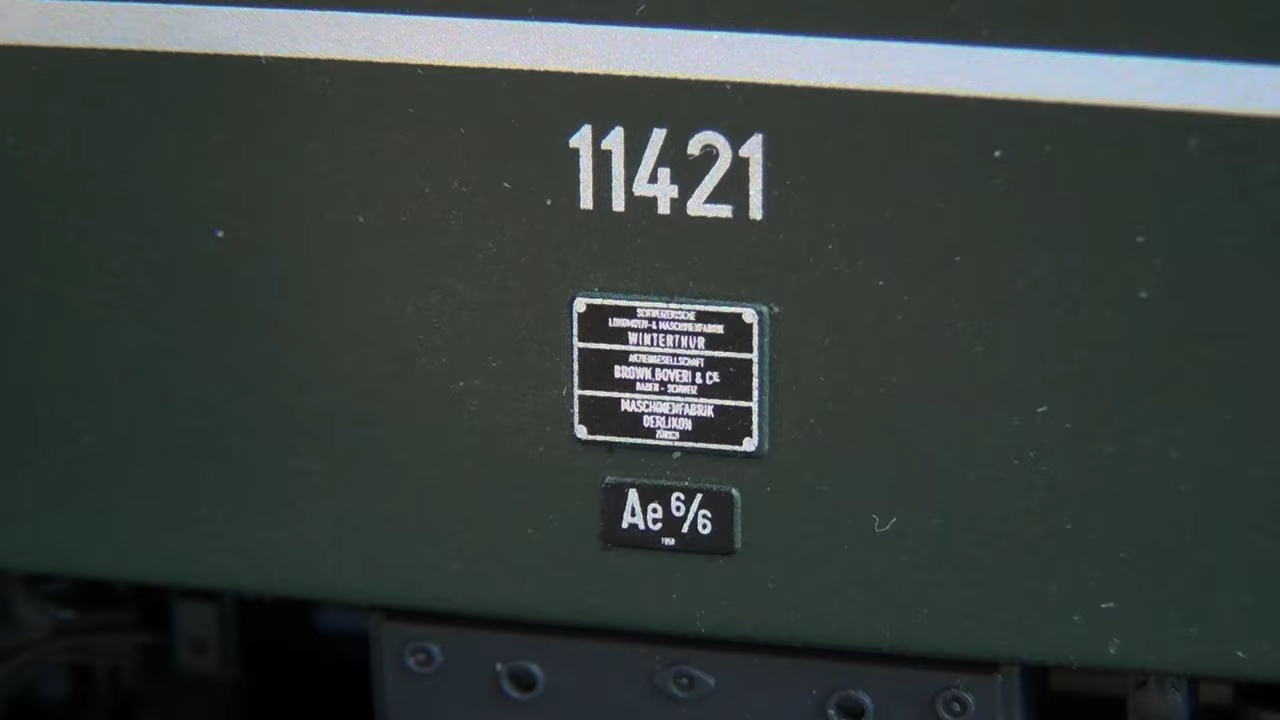 11421
SCHWEIZERISCHE
LOKOMOTIV-& MASCHINENFABRIK
WINTERTHUR
AKTIENGESELLSCHAFT
BROWN, BOVERI & CIE
BADEN - SCHWEIZ
MASCHINENFABRIK
OERLIKON
ZÜRICH
Ae 6/6